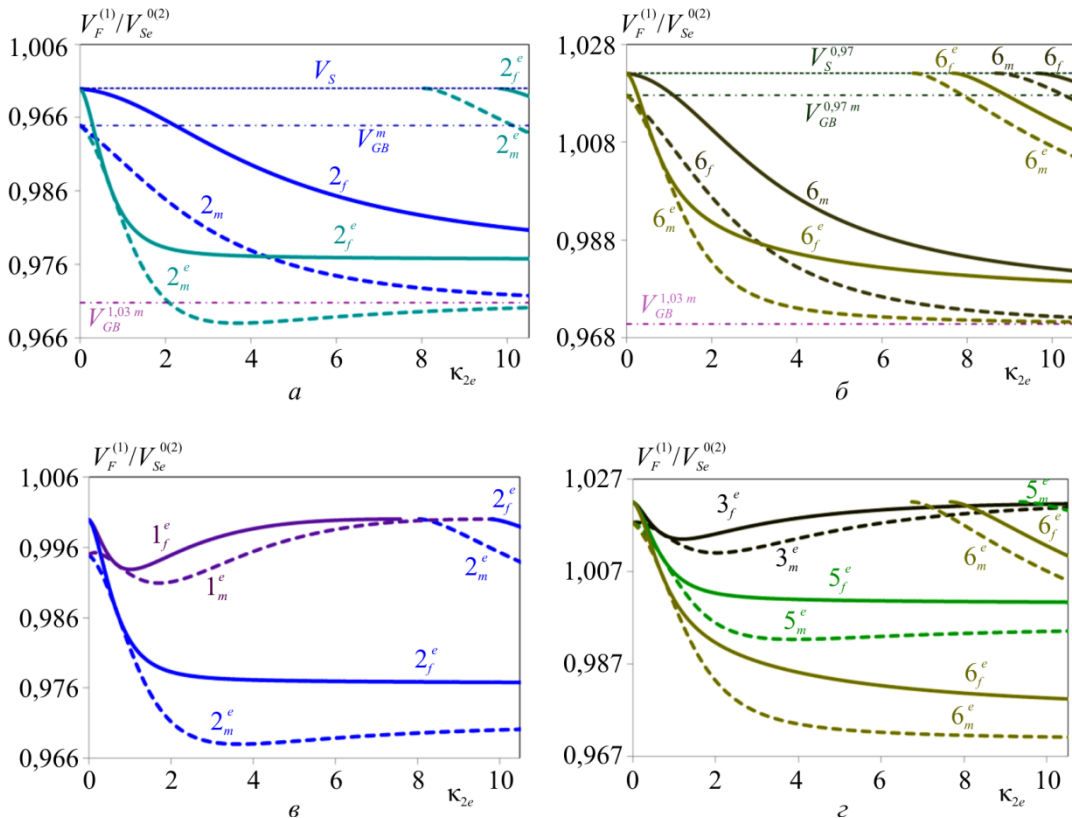 V_F^(1)/V_Se^0(2)
1,006
0,966
0,966
0,986
0,976
0,966
V_S
V_GB^m
V_GB^1,03 m
2_f^e
2_m^e
2_f
2_m
2_f^e
2_m^e
0 2 4 6 8 10
κ_2e
а
V_F^(1)/V_Se^0(2)
1,028
1,008
0,988
0,968
V_S^0,97
V_GB^0,97 m
V_GB^1,03 m
6_f^e
6_m
6_f
6_m^e
6_f
6_m
6_m^e
6_f^e
0 2 4 6 8 10
κ_2e
б
V_F^(1)/V_Se^0(2)
1,006
0,996
0,986
0,976
0,966
1_f^e
1_m^e
2_f^e
2_m^e
2_f^e
2_m^e
0 2 4 6 8 10
κ_2e
в
V_F^(1)/V_Se^0(2)
1,027
1,007
0,987
0,967
3_f^e
3_m^e
5_m^e
6_f^e
6_m^e
5_f^e
5_m^e
6_f^e
6_m^e
0 2 4 6 8 10
κ_2e
г